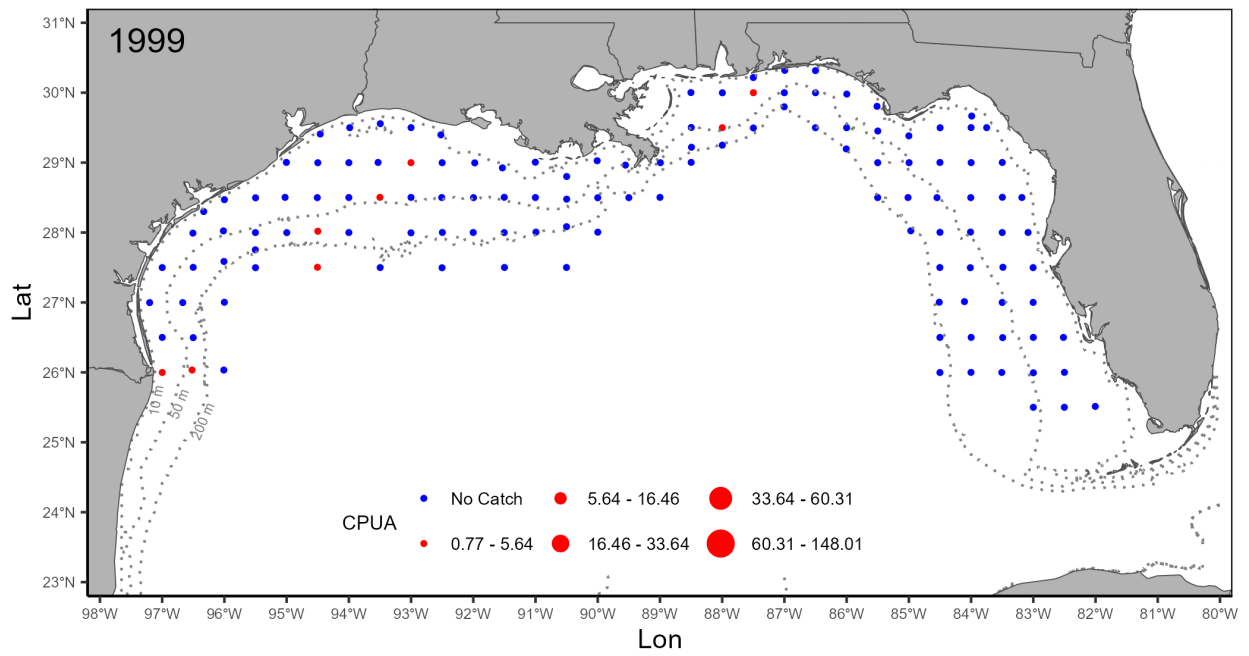 1999
31°N
30°N
29°N
28°N
27°N
26°N
25°N
24°N
23°N
Lat
10 m
50 m
200 m
CPUA
No Catch
5.64 - 16.46
33.64 - 60.31
0.77 - 5.64
16.46 - 33.64
60.31 - 148.01
98°W 97°W 96°W 95°W 94°W 93°W 92°W 91°W 90°W 89°W 88°W 87°W 86°W 85°W 84°W 83°W 82°W 81°W 80°W
Lon